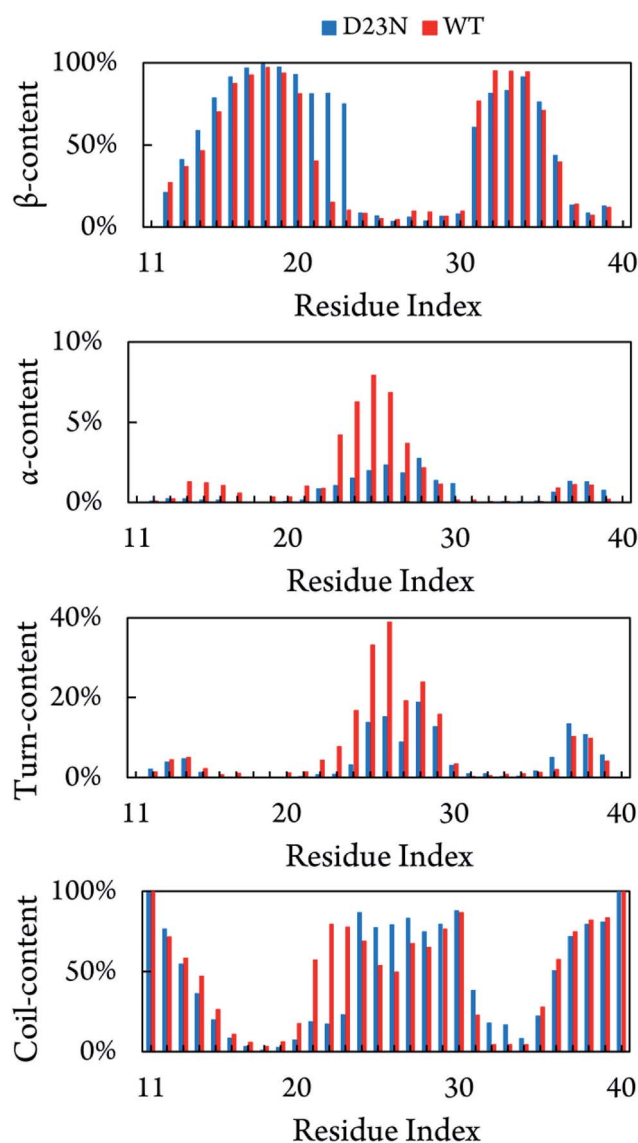 D23N WT
100%
50%
0%
β-content
11 20 30 40
Residue Index
10%
5%
0%
α-content
11 20 30 40
Residue Index
40%
20%
0%
Turn-content
11 20 30 40
Residue Index
100%
50%
0%
Coil-content
11 20 30 40
Residue Index